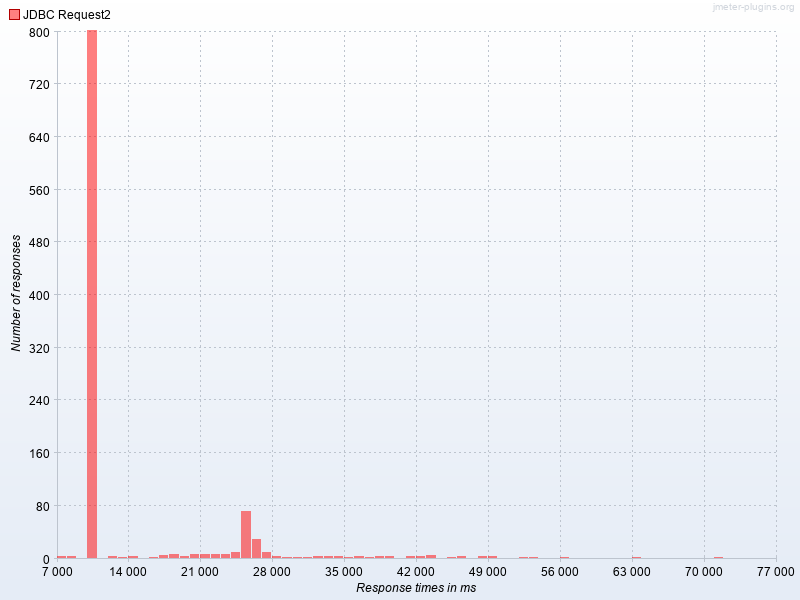 jmeter-plugins.org
JDBC Request2
800
720
640
560
480
400
320
240
160
80
0
Number of responses
7 000 14 000 21 000 28 000 35 000 42 000 49 000 56 000 63 000 70 000 77 000
Response times in ms